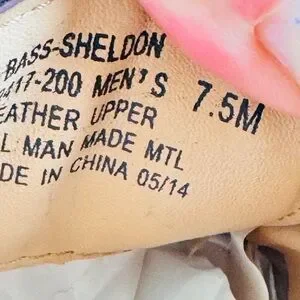 -BASS-SHELDON
417-200 MEN'S 7.5M
EATHER UPPER
L MAN MADE MTL
DE IN CHINA 05/14